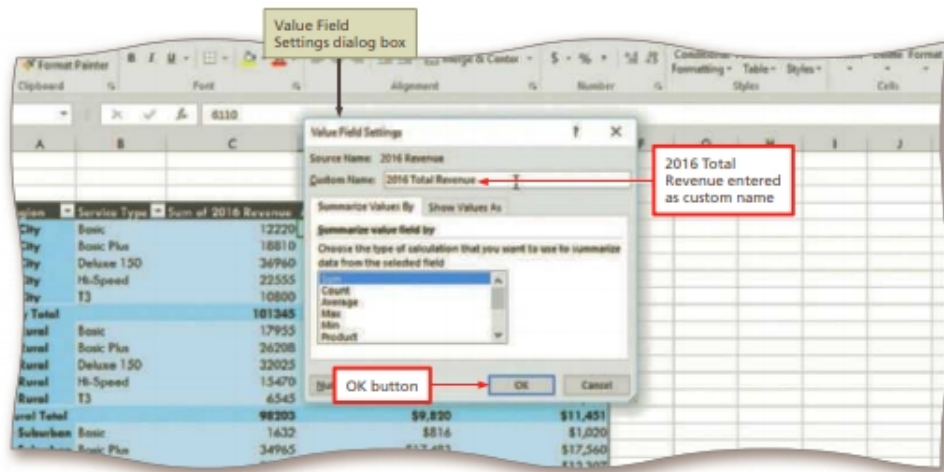 Value Field
Settings dialog box
Format Painter
B I U
Merge & Center
$ - % ,
Conditional Format
Formatting Table Styles
Clipboard
Font
Alignment
Number
Styles
Cells
fx 6110
Value Field Settings ? X
A B C I J
Source Name: 2016 Revenue
Custom Name: 2016 Total Revenue
2016 Total
Revenue entered
as custom name
Summarize Values By Show Values As
Service Type Sum of 2016 Revenue
Summarize value field by
City Basic 12220
Choose the type of calculation that you want to use to summarize
data from the selected field
City Basic Plus 18810
City Deluxe 150 36960
Sum
Count
Average
Max
Min
Product
City Hi-Speed 22555
City T3 10800
Total 101345
Rural Basic 17955
Rural Basic Plus 26208
Rural Deluxe 150 32025
Rural Hi-Speed 15470
OK button
OK
Cancel
Rural T3 6545
Total 98203 $9,820 $11,451
Suburban Basic 1632 $816 $1,020
Basic Plus 34965 $17,483 $17,560